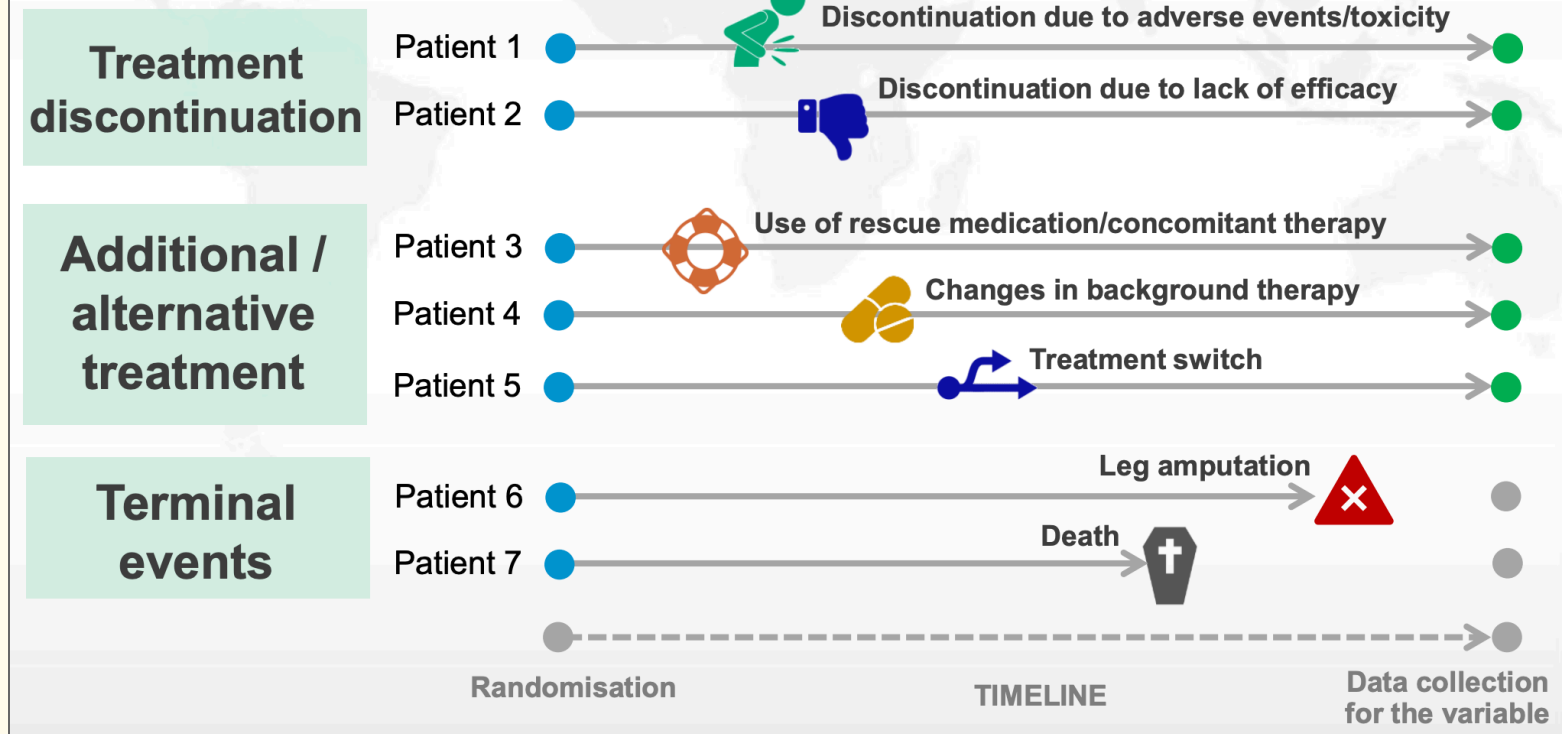 Treatment
discontinuation
Patient 1
Discontinuation due to adverse events/toxicity
Patient 2
Discontinuation due to lack of efficacy
Additional /
alternative
treatment
Patient 3
Use of rescue medication/concomitant therapy
Patient 4
Changes in background therapy
Patient 5
Treatment switch
Terminal
events
Patient 6
Leg amputation
Patient 7
Death
Randomisation
TIMELINE
Data collection
for the variable